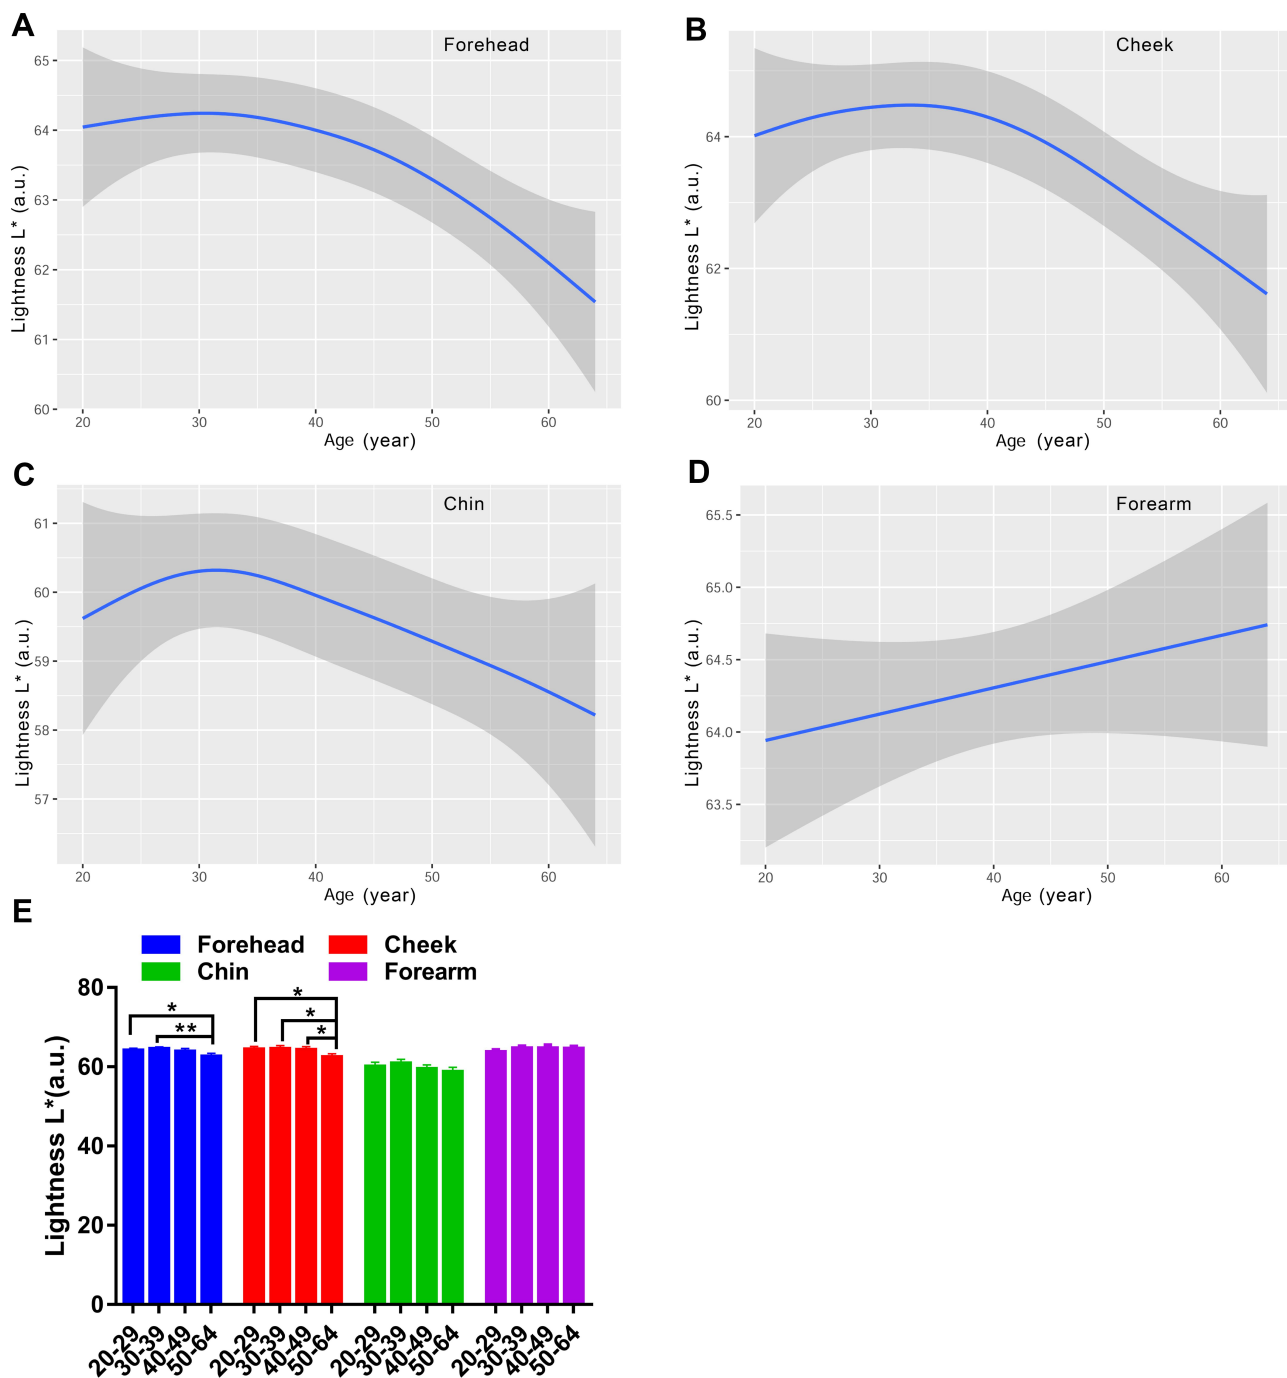 A
Forehead
65
64
63
62
61
60
20 30 40 50 60
Lightness L* (a.u.)
Age (year)
B
Cheek
64
62
60
20 30 40 50 60
Lightness L* (a.u.)
Age (year)
C
Chin
61
60
59
58
57
20 30 40 50 60
Lightness L* (a.u.)
Age (year)
D
Forearm
65.5
65.0
64.5
64.0
63.5
20 30 40 50 60
Lightness L* (a.u.)
Age (year)
E
Forehead Cheek
Chin Forearm
80
60
40
20
0
Lightness L*(a.u.)
*
**
*
*
*
20-29 30-39 40-49 50-64 20-29 30-39 40-49 50-64 20-29 30-39 40-49 50-64 20-29 30-39 40-49 50-64